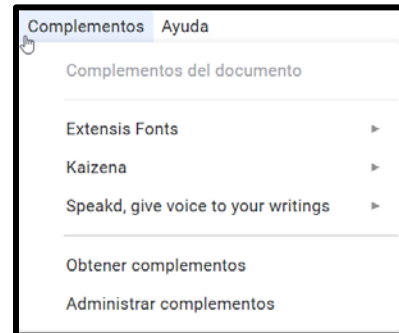 Complementos Ayuda
Complementos del documento
Extensis Fonts
Kaizena
Speakd, give voice to your writings
Obtener complementos
Administrar complementos